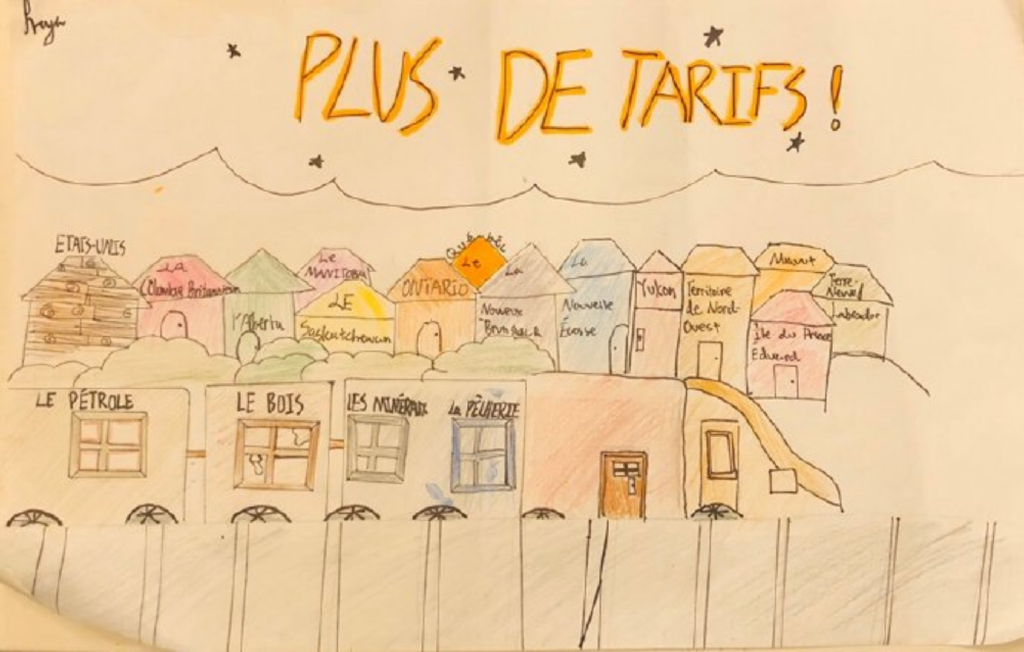 PLUS DE TARIFS!
ETATS-UNIS
LA
Colombie Britannique
l'Alberta
Le
MANITOBA
LE
Saskatchewan
ONTARIO
Le
Québec
La
Nouveau
Brunswick
La
Nouvelle
Écosse
Yukon
Territoire
de Nord-
Ouest
Nunavut
Île du Prince
Edward
Terre-
Neuve/
Labrador
LE PÉTROLE
LE BOIS
LES MINÉRAUX
LA PÊCHERIE